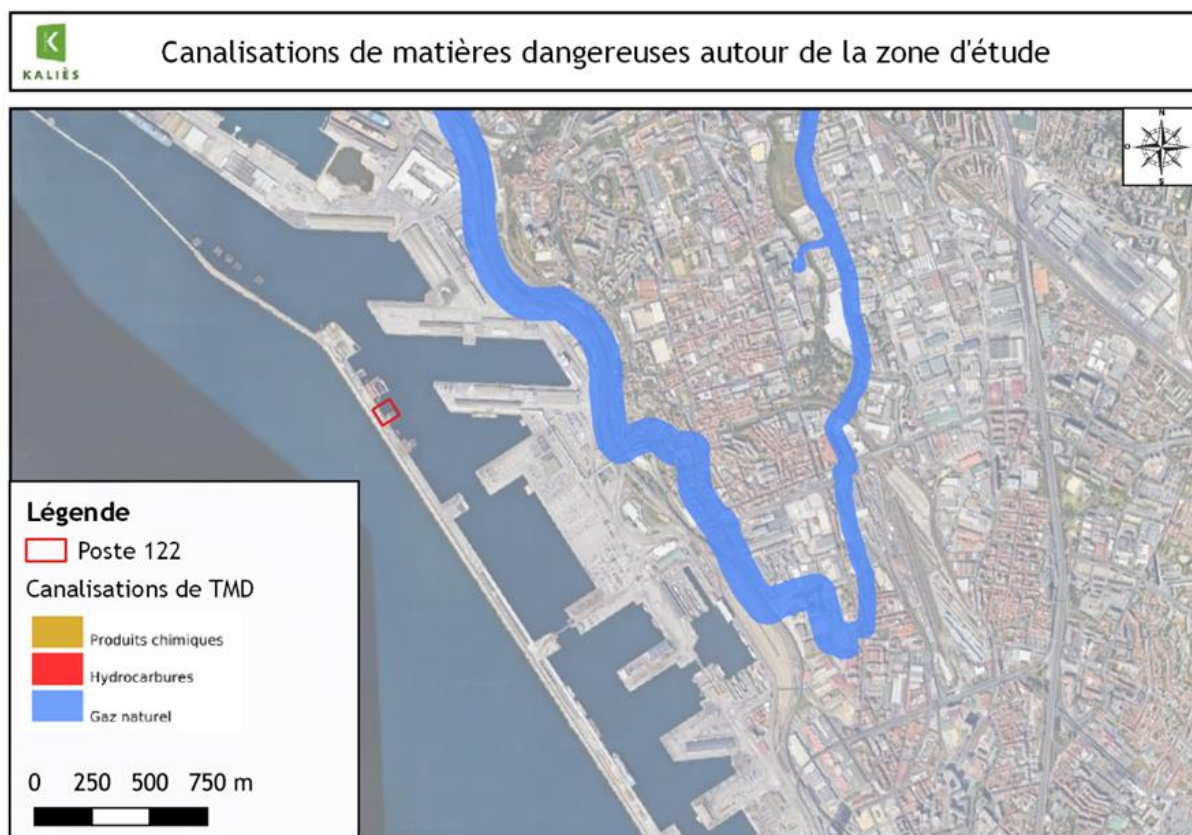 KALIÈS
Canalisations de matières dangereuses autour de la zone d'étude
N
O
E
S
Légende
Poste 122
Canalisations de TMD
Produits chimiques
Hydrocarbures
Gaz naturel
0 250 500 750 m